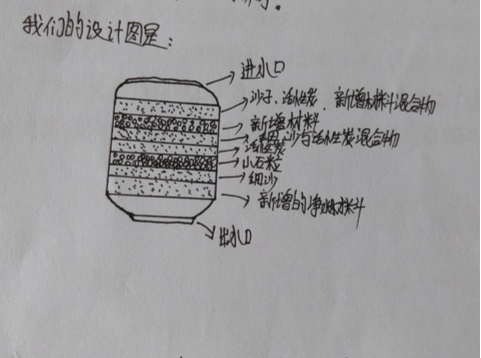 我们的设计图是:
进水口
沙子、活性炭、新增材料混合物
新增材料
沙与活性炭混合物
活性炭
小石粒
细沙
新增的净水材料
出水口